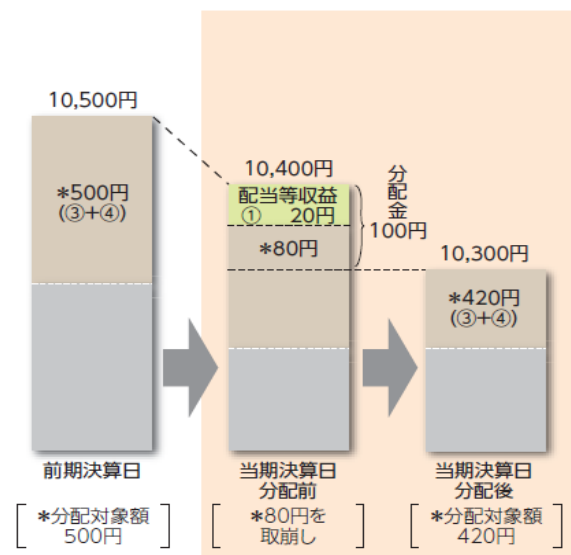 10,500円
*500円
(③+④)
前期決算日
*分配対象額
500円
10,400円
配当等収益
① 20円
*80円
分配金
100円
当期決算日
分配前
*80円を
取崩し
10,300円
*420円
(③+④)
当期決算日
分配後
*分配対象額
420円